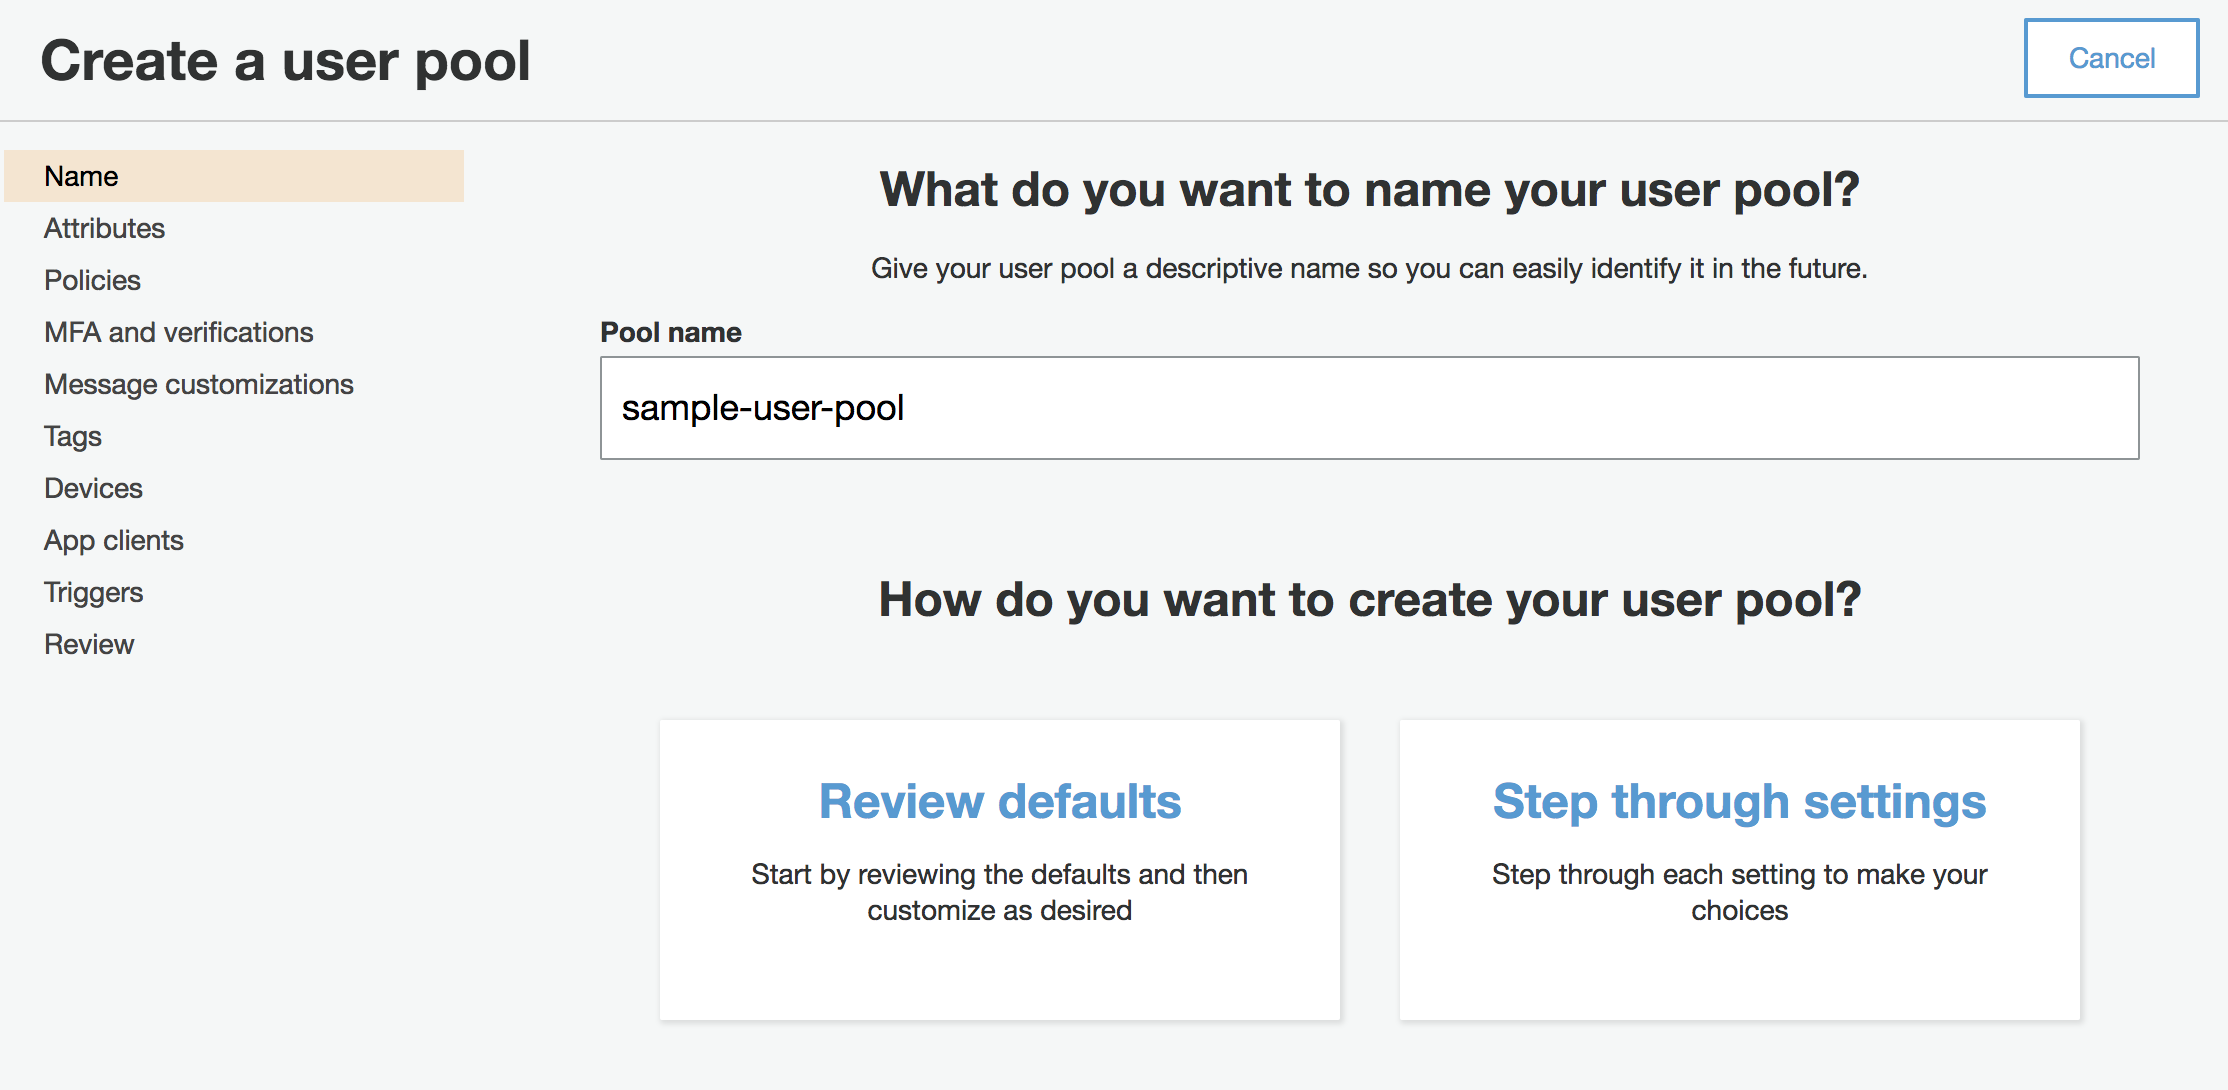 Create a user pool
Cancel
Name
Attributes
Policies
MFA and verifications
Message customizations
Tags
Devices
App clients
Triggers
Review
What do you want to name your user pool?
Give your user pool a descriptive name so you can easily identify it in the future.
Pool name
sample-user-pool
How do you want to create your user pool?
Review defaults
Start by reviewing the defaults and then
customize as desired
Step through settings
Step through each setting to make your
choices